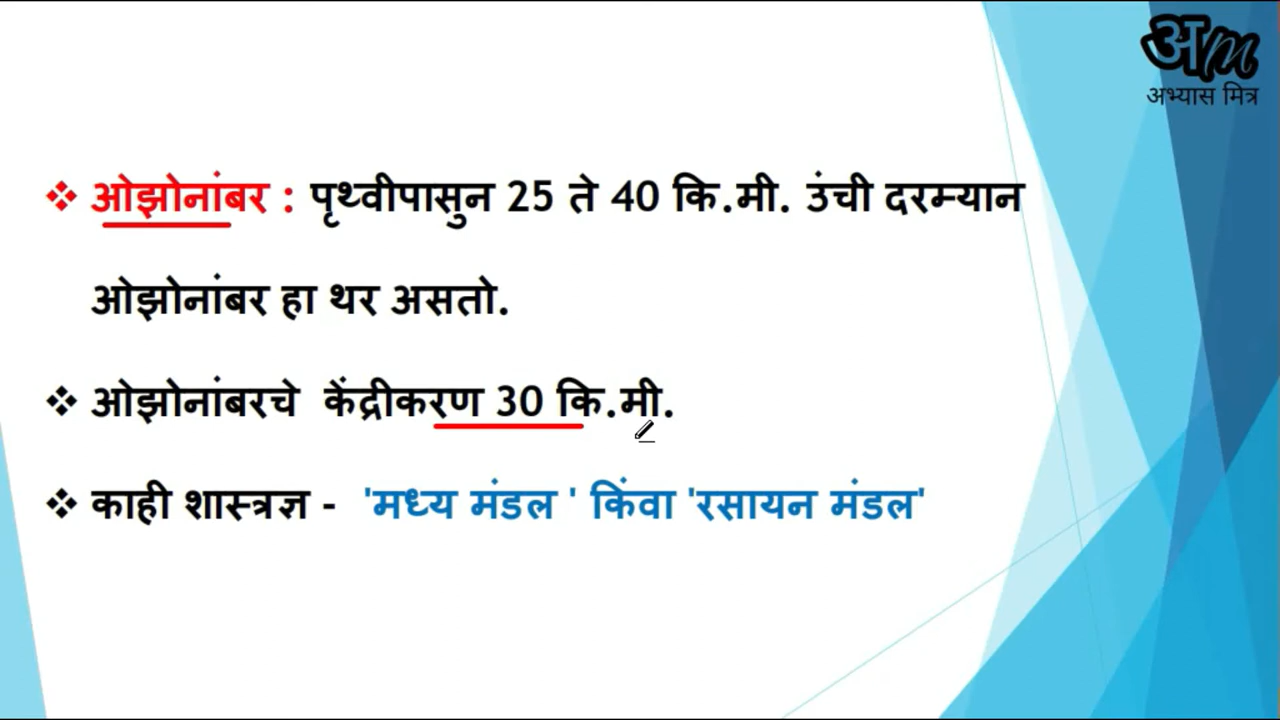 अm
अभ्यास मित्र
❖ ओझोनांबर : पृथ्वीपासुन 25 ते 40 कि.मी. उंची दरम्यान
ओझोनांबर हा थर असतो.
❖ ओझोनांबरचे केंद्रीकरण 30 कि.मी.
❖ काही शास्त्रज्ञ - 'मध्य मंडल ' किंवा 'रसायन मंडल'